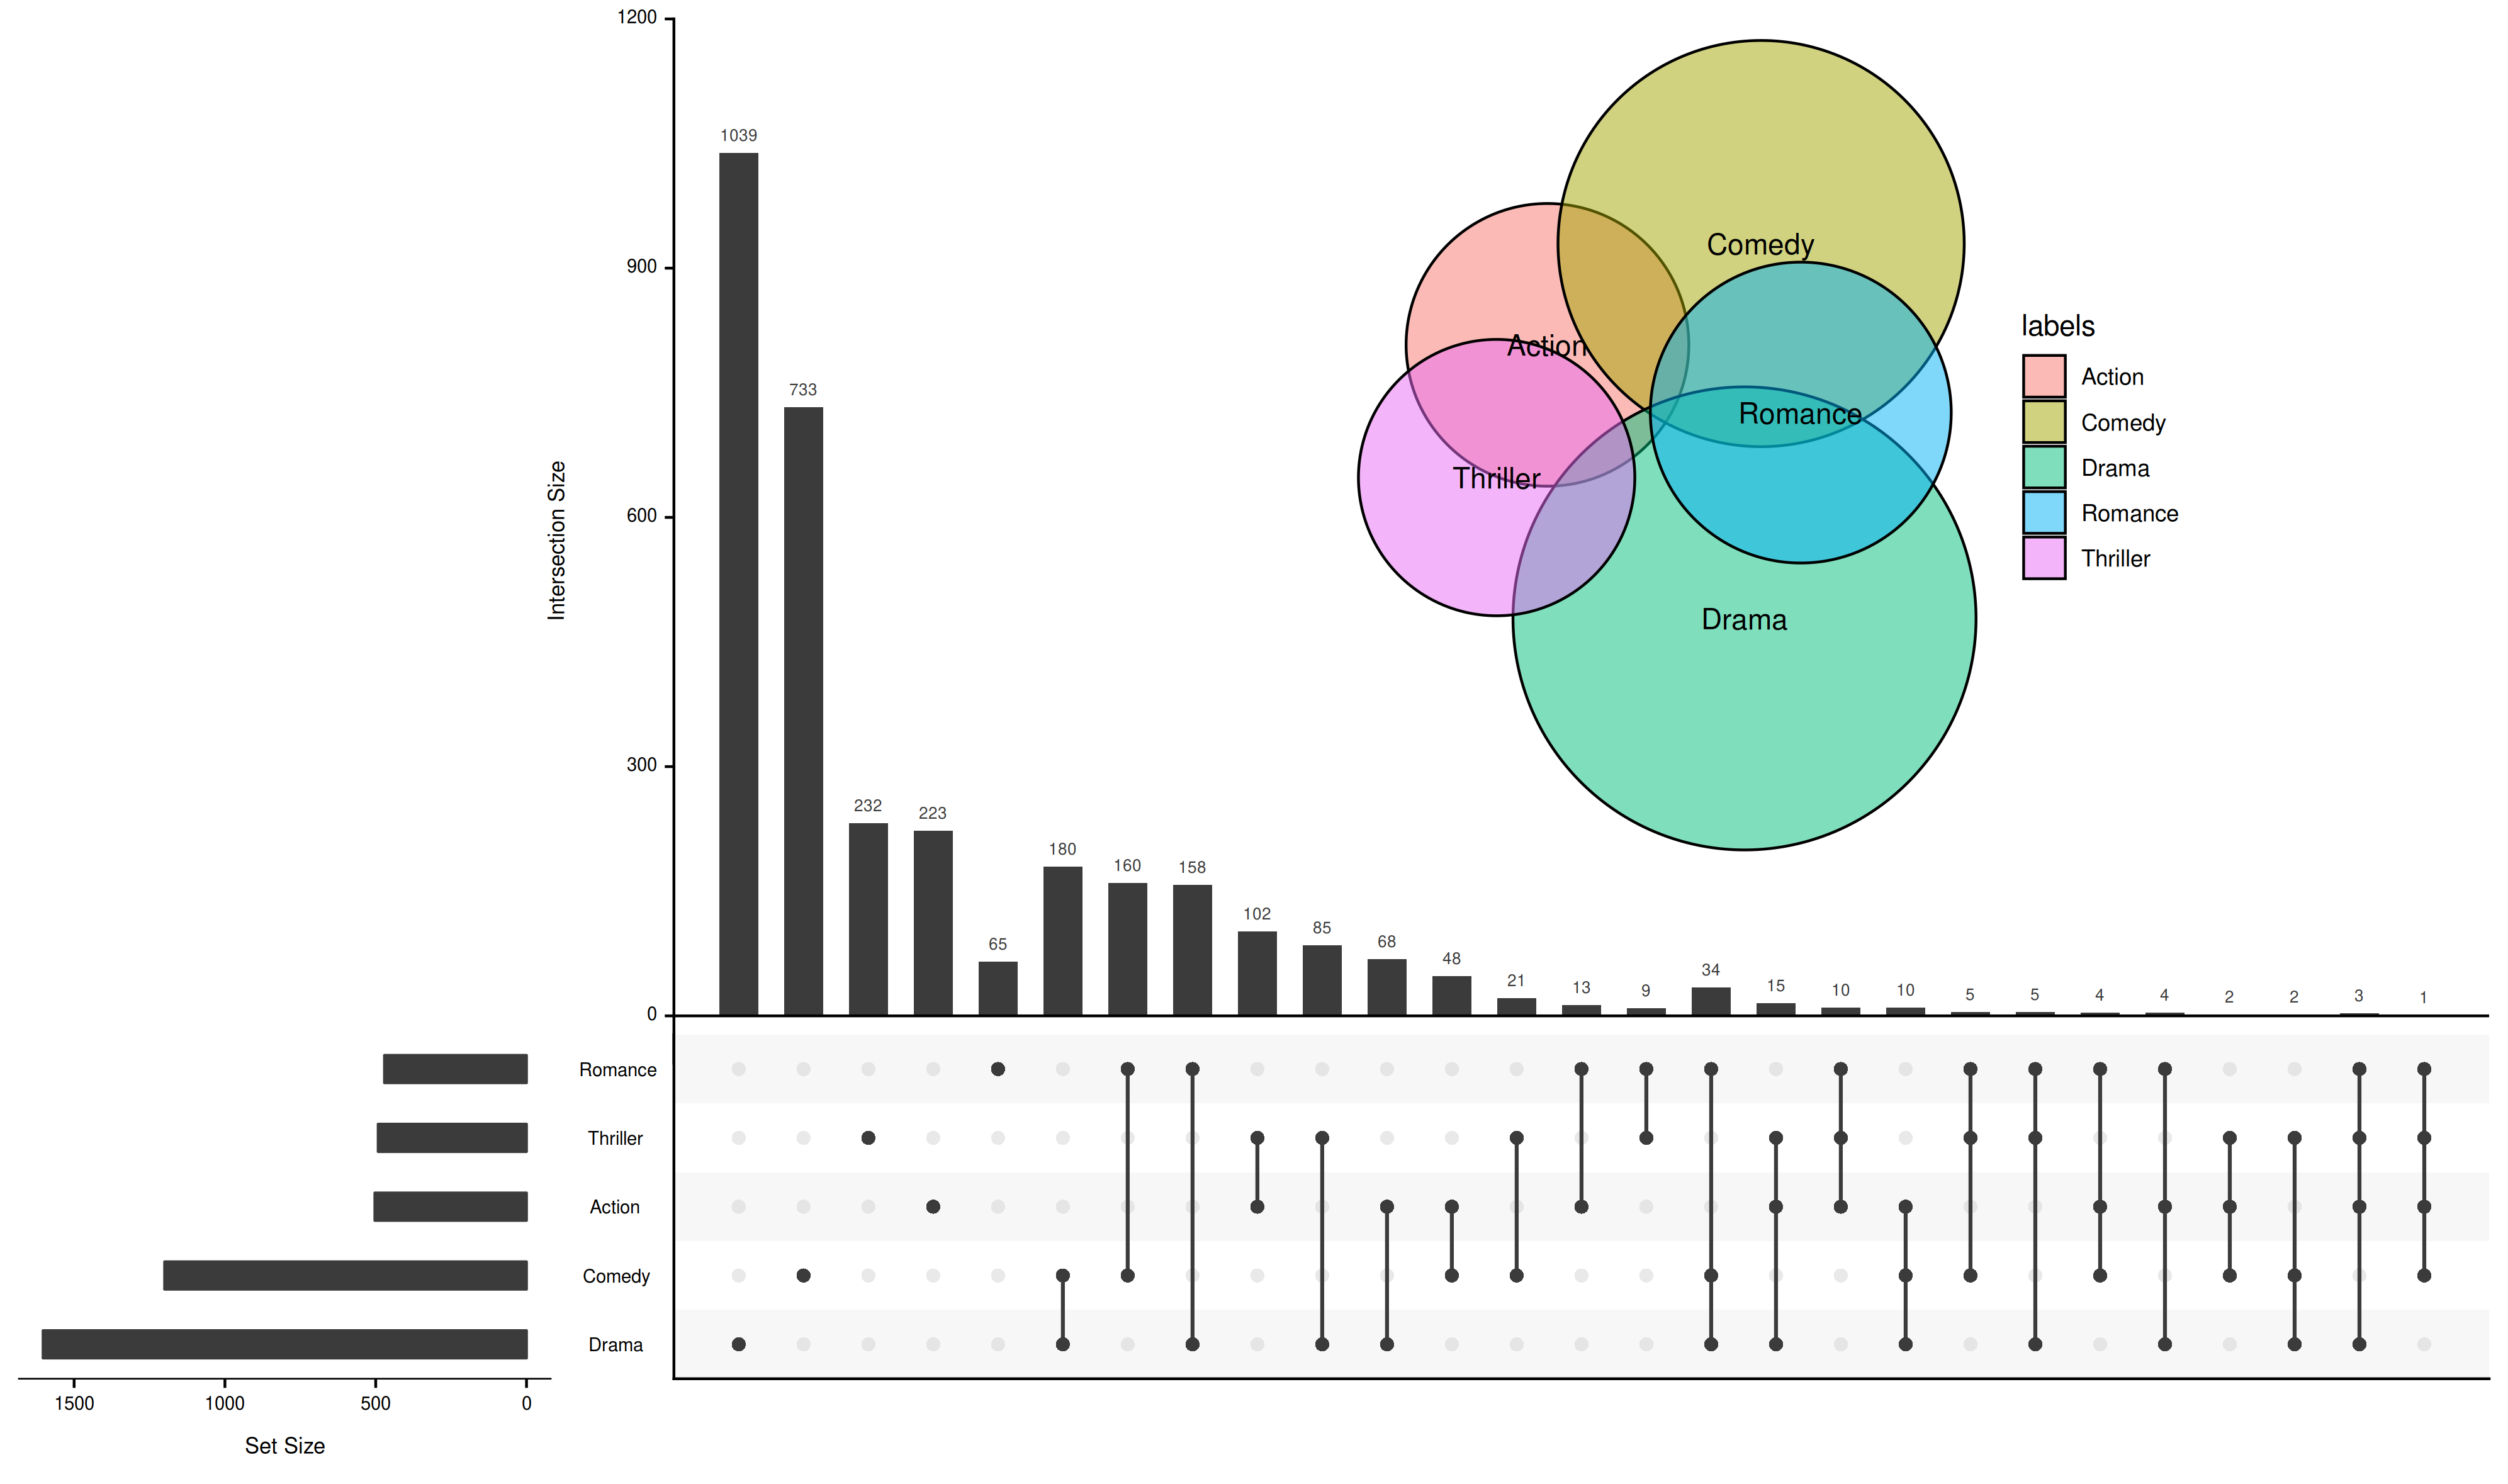 1200
900
600
300
0
Intersection Size
1039
733
232
223
65
180
160
158
102
85
68
48
21
13
9
34
15
10
10
5
5
4
4
2
2
3
1
Comedy
Action
Romance
Thriller
Drama
labels
Action
Comedy
Drama
Romance
Thriller
Romance
Thriller
Action
Comedy
Drama
1500 1000 500 0
Set Size